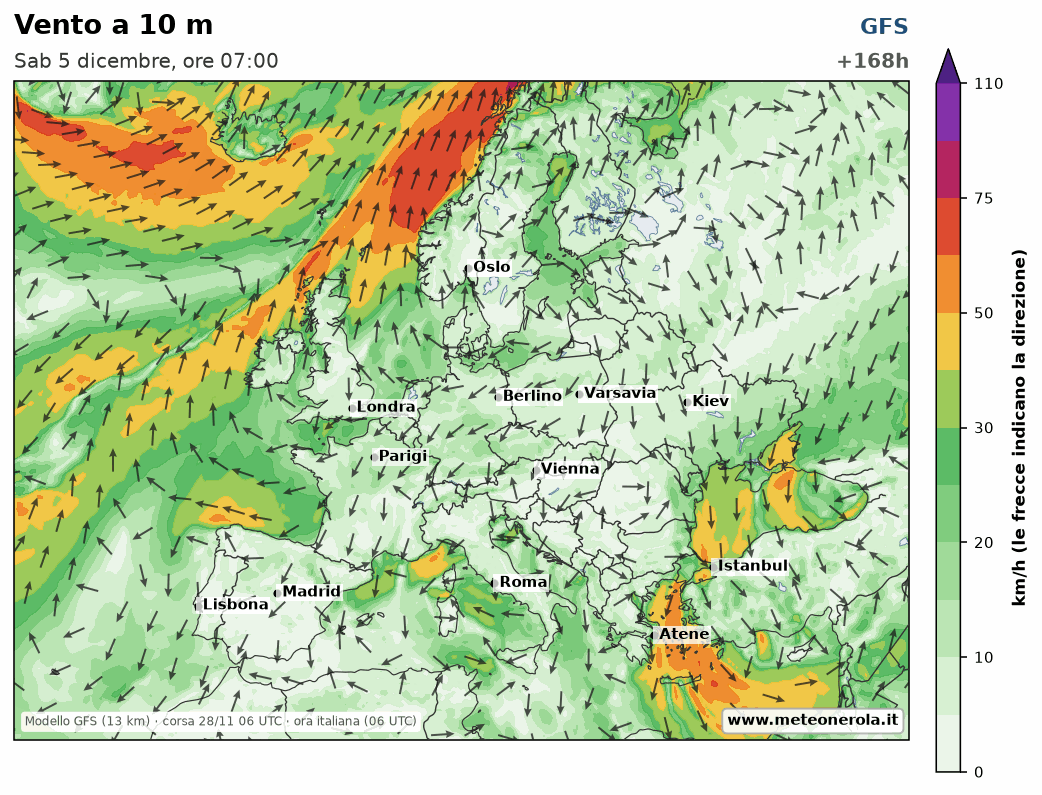 Vento a 10 m
GFS
Sab 5 dicembre, ore 07:00
+168h
110
75
50
30
20
10
0
km/h (le frecce indicano la direzione)
Oslo
Berlino
Varsavia
Kiev
Londra
Parigi
Vienna
Istanbul
Roma
Madrid
Lisbona
Atene
Modello GFS (13 km) · corsa 28/11 06 UTC · ora italiana (06 UTC)
www.meteonerola.it